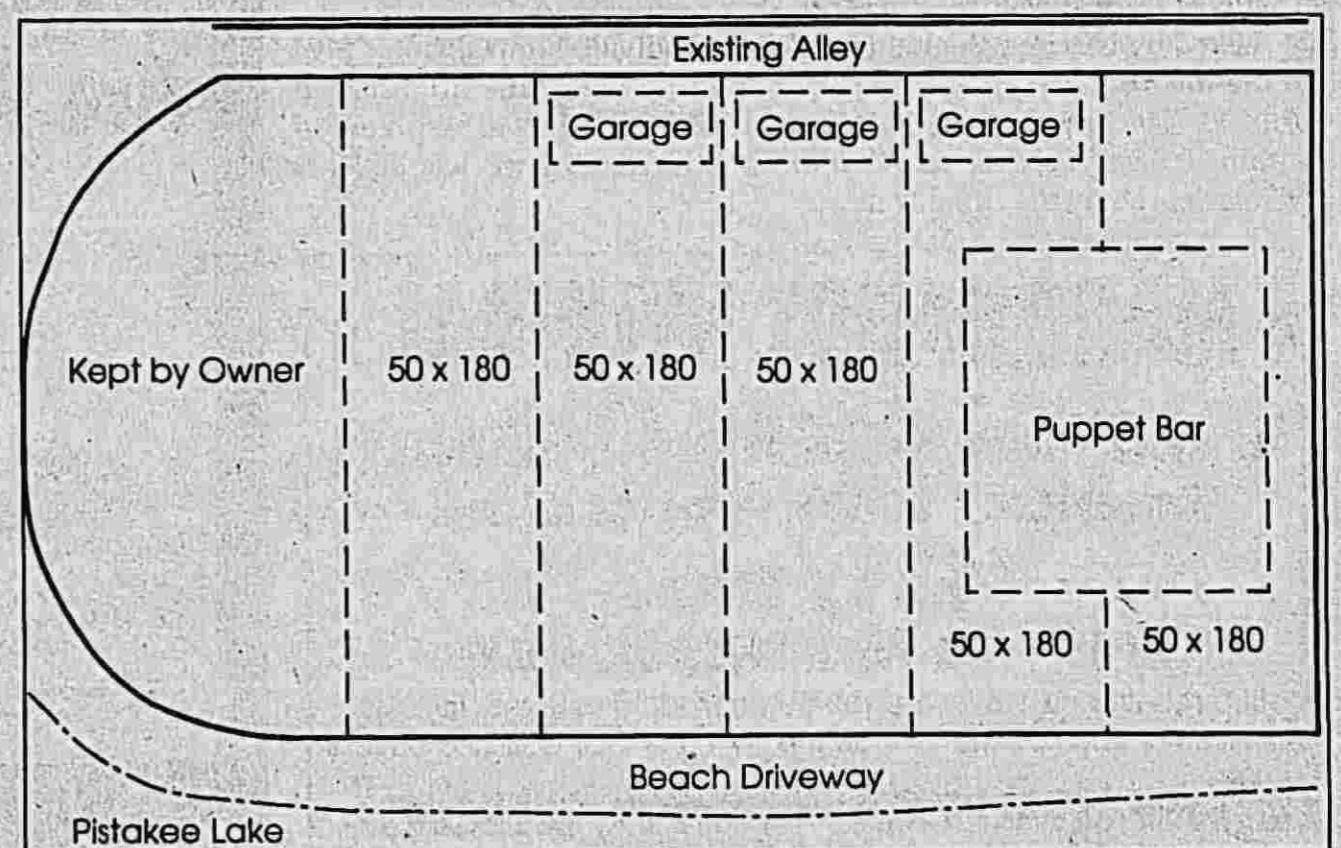 Existing Alley
Garage
Garage
Garage
Kept by Owner
50 x 180
50 x 180
50 x 180
Puppet Bar
50 x 180
50 x 180
Beach Driveway
Pistakee Lake